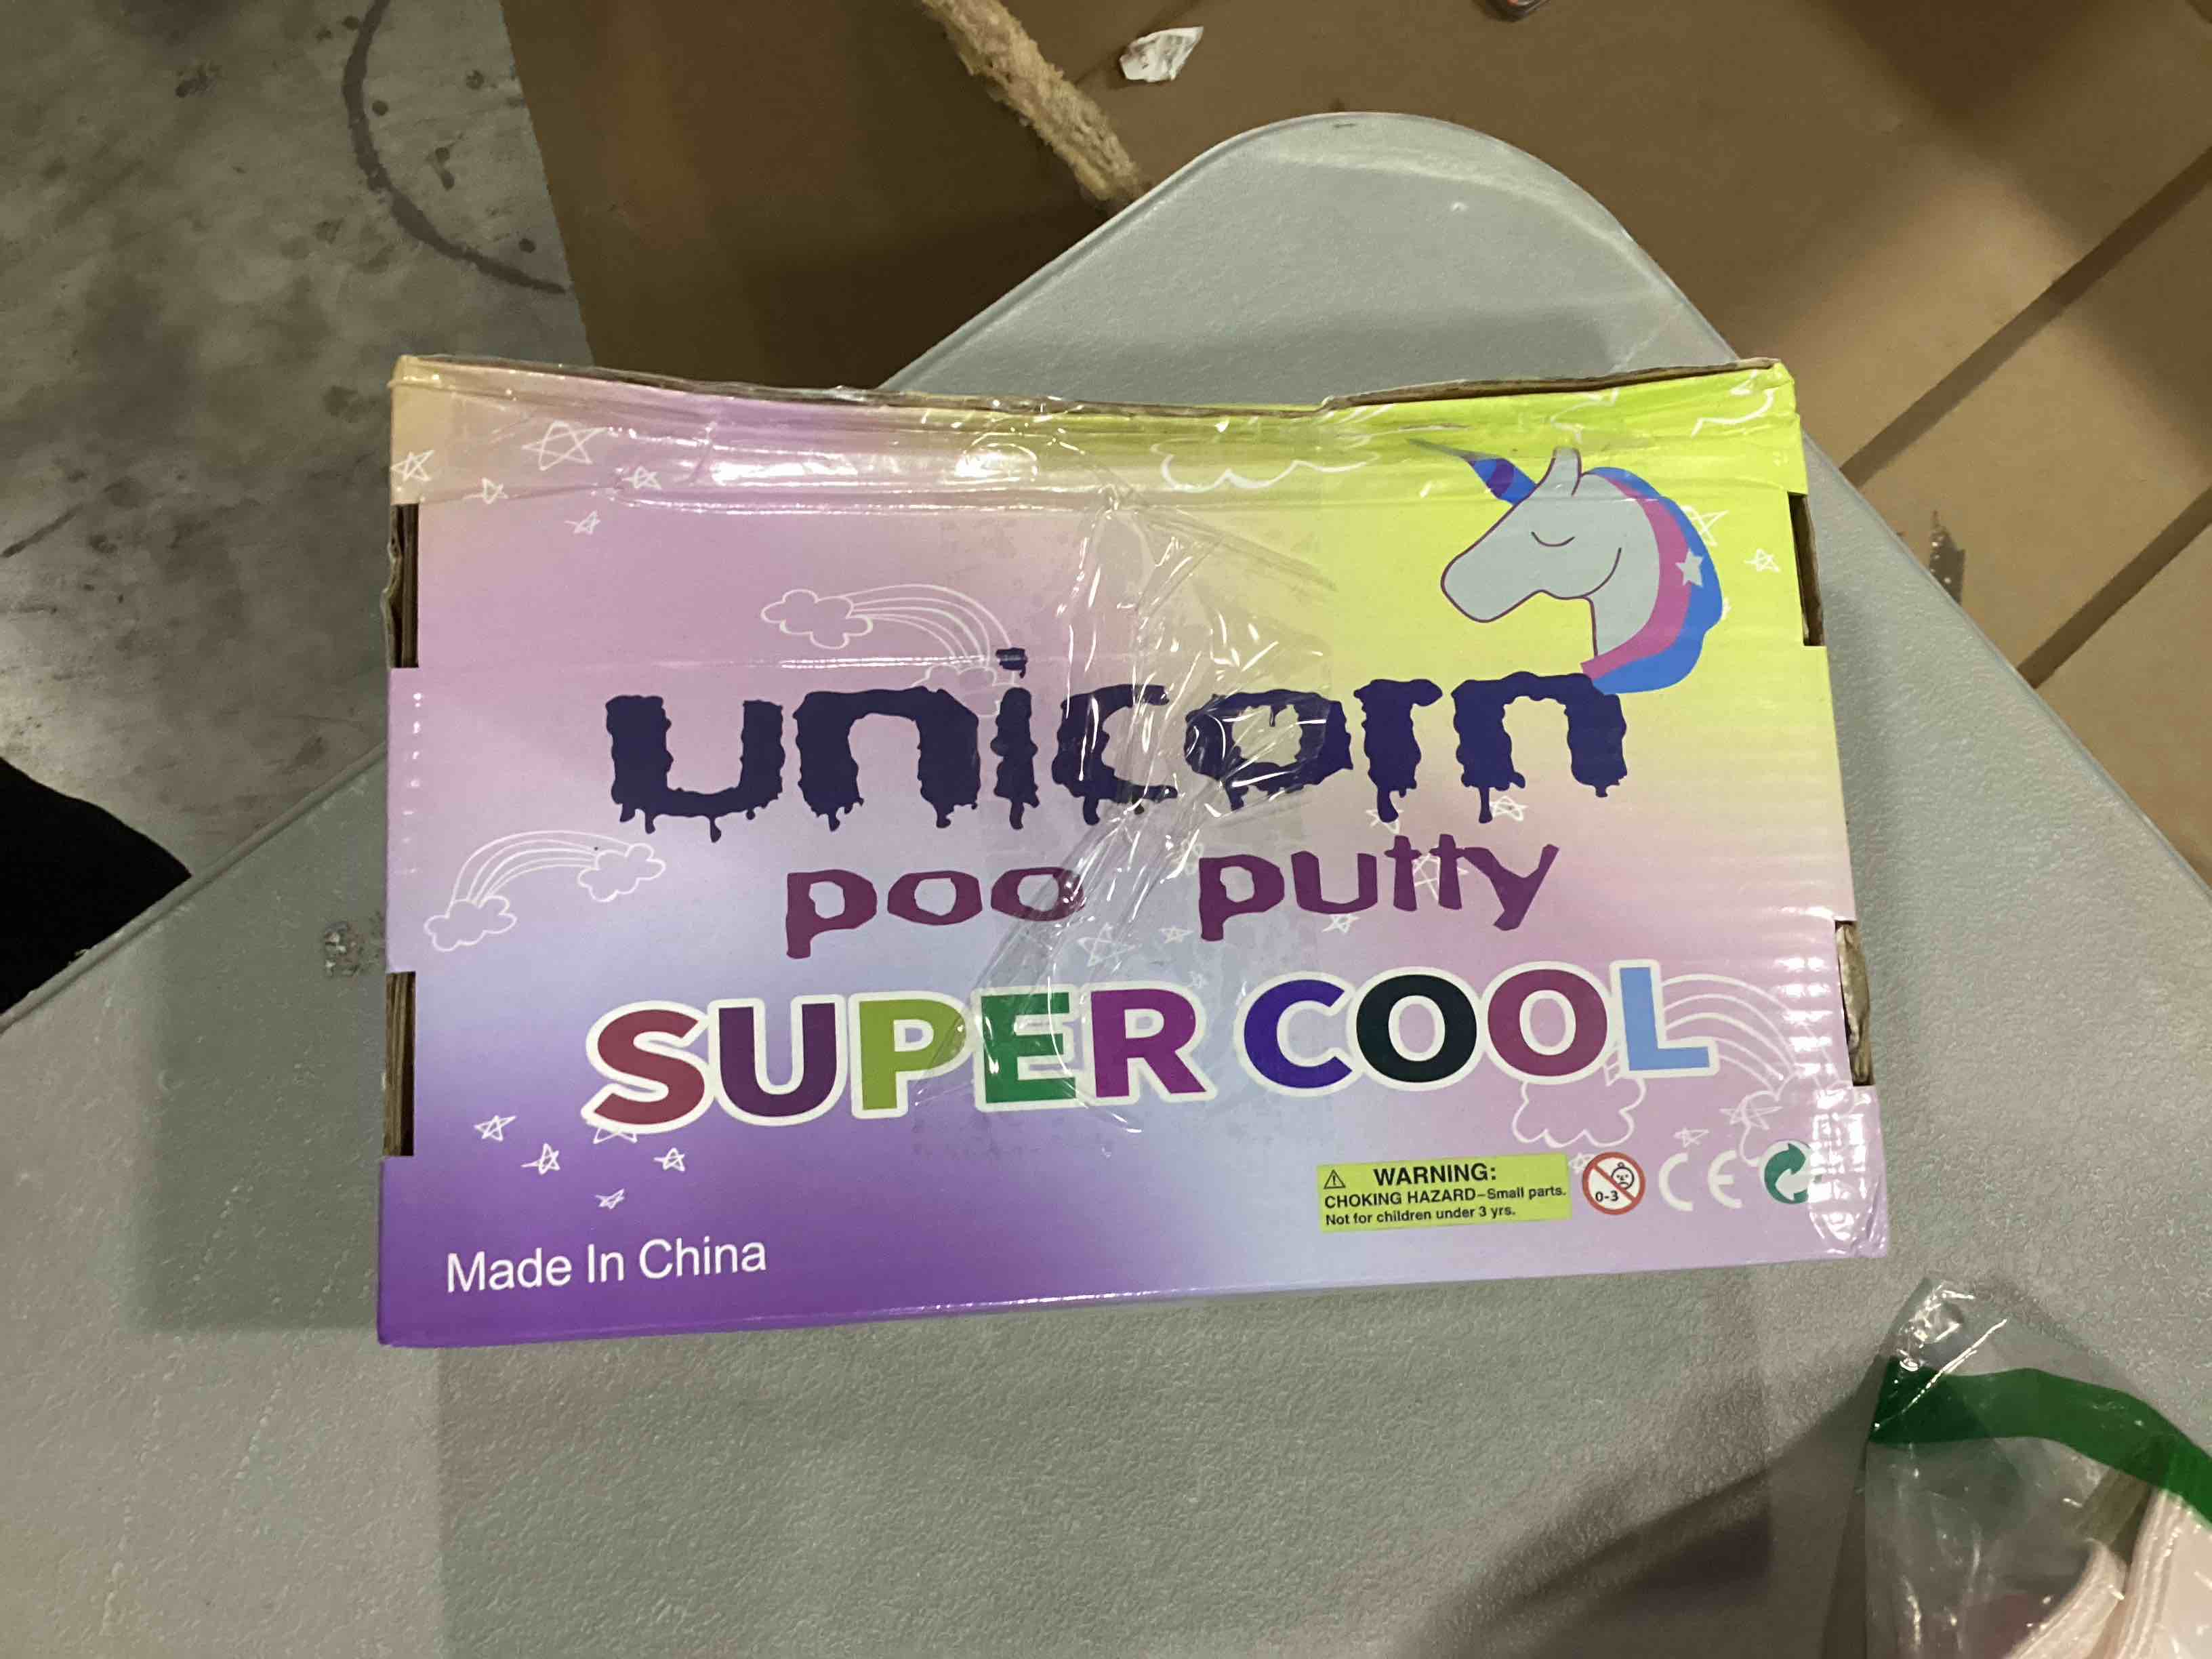 unicorn
poo putty
SUPER COOL
WARNING:
CHOKING HAZARD–Small parts.
Not for children under 3 yrs.
0-3
CE
Made In China